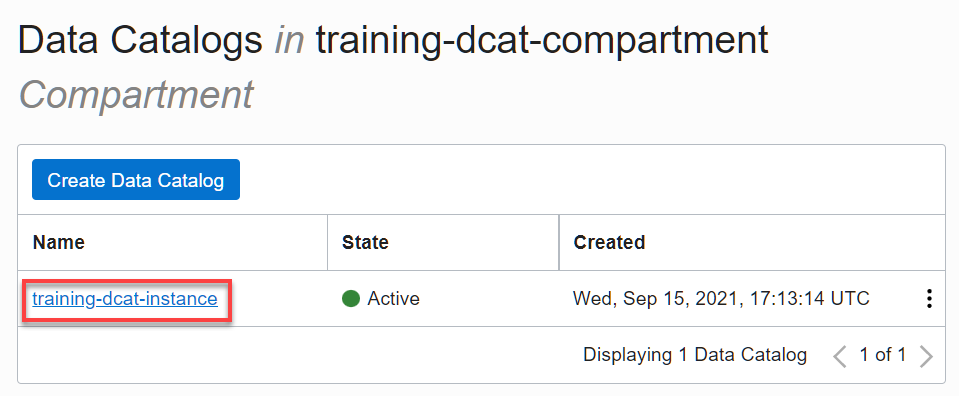 Data Catalogs in training-dcat-compartment
Compartment
Create Data Catalog
Name State Created
training-dcat-instance Active Wed, Sep 15, 2021, 17:13:14 UTC
Displaying 1 Data Catalog 1 of 1